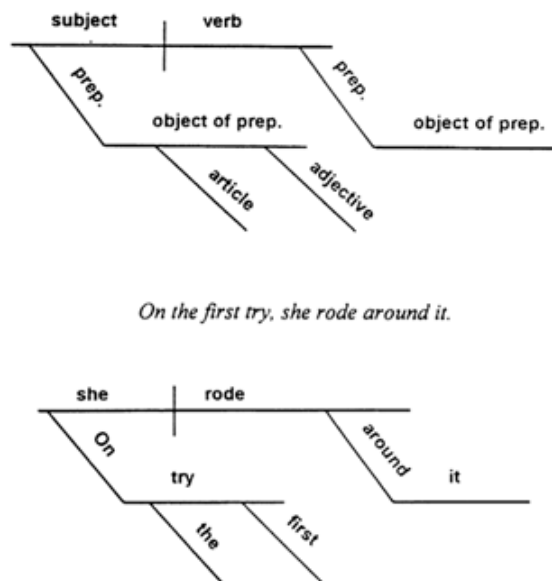 subject verb
prep. prep.
object of prep. object of prep.
article adjective
On the first try, she rode around it.
she rode
On around
try it
the first